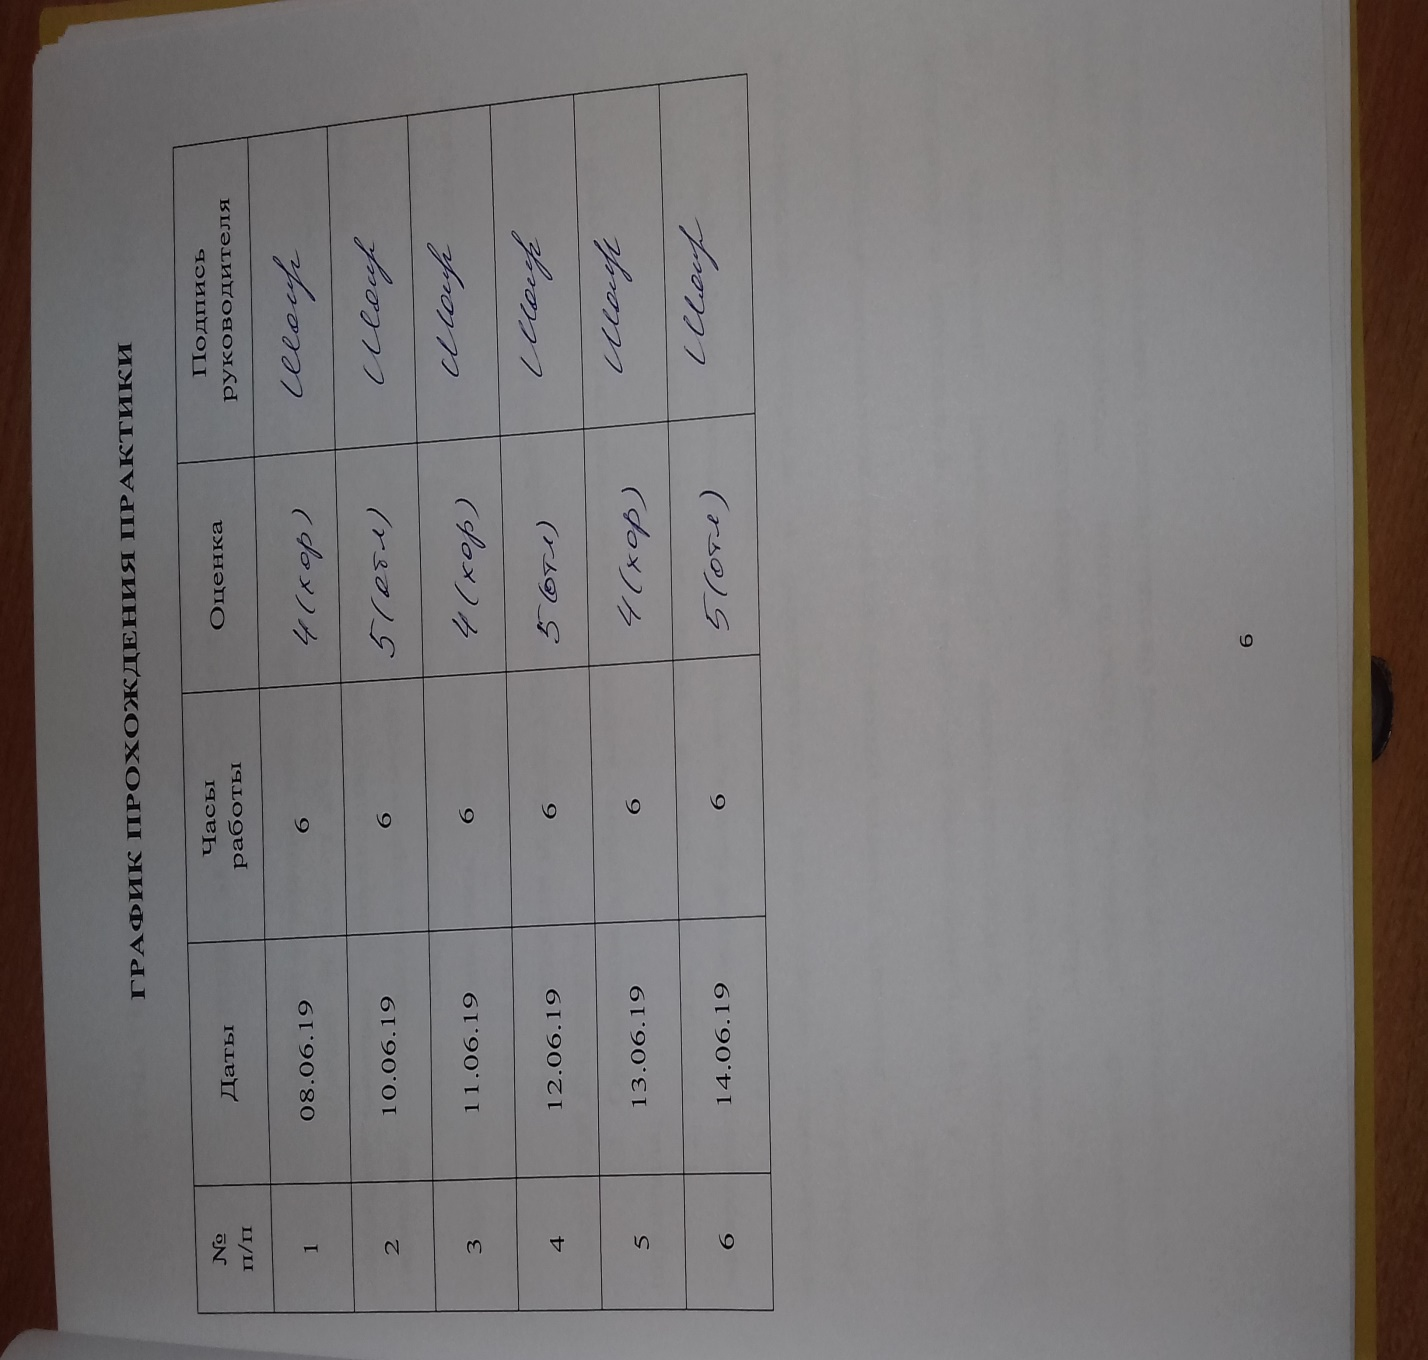 ГРАФИК ПРОХОЖДЕНИЯ ПРАКТИКИ
№ п/п Даты Часы работы Оценка Подпись руководителя
1 08.06.19 6 4 (хор)
2 10.06.19 6 5 (отл)
3 11.06.19 6 4 (хор)
4 12.06.19 6 5 (отл)
5 13.06.19 6 4 (хор)
6 14.06.19 6 5 (отл)
6